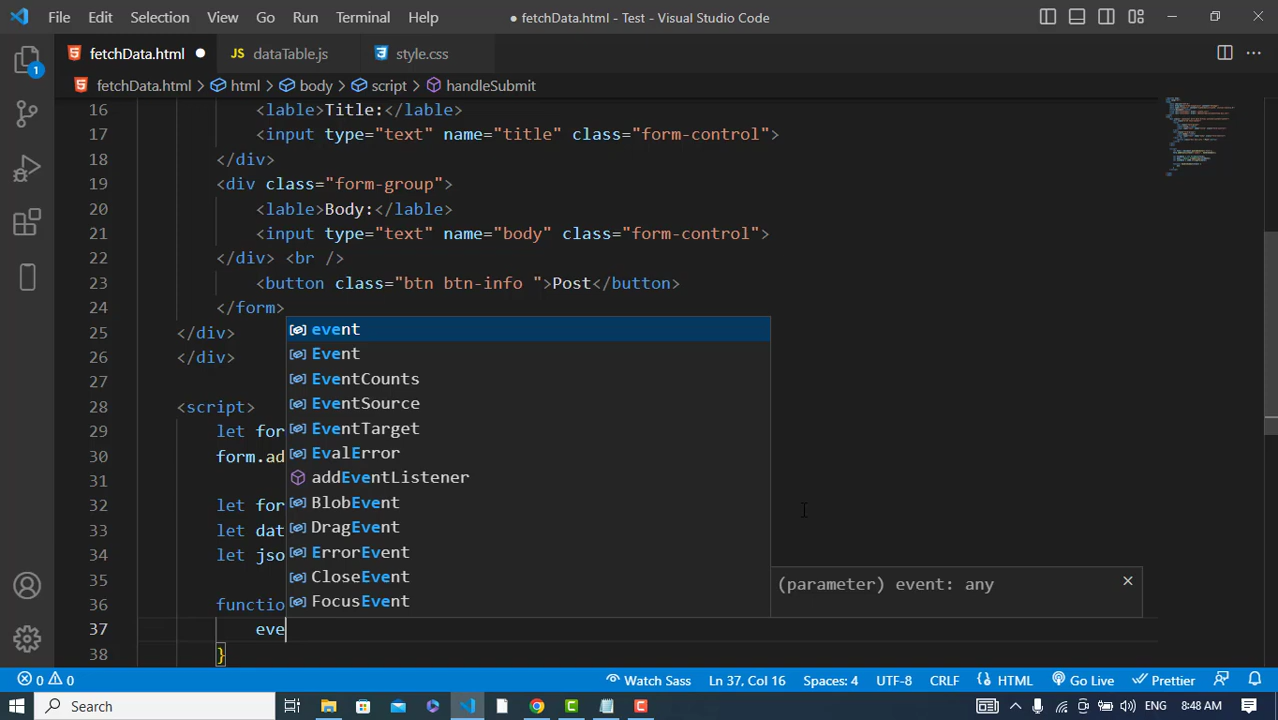 File Edit Selection View Go Run Terminal Help
● fetchData.html - Test - Visual Studio Code
fetchData.html ●
JS dataTable.js
style.css
fetchData.html > html > body > script > handleSubmit
1
16 <lable>Title:</lable>
17 <input type="text" name="title" class="form-control">
18 </div>
19 <div class="form-group">
20 <lable>Body:</lable>
21 <input type="text" name="body" class="form-control">
22 </div> <br />
23 <button class="btn btn-info ">Post</button>
24 </form>
25 </div>
26 </div>
27
28 <script>
29 let for
30 form.ad
31
32 let for
33 let dat
34 let jso
35
36 functio
37 eve
38 }
event
Event
EventCounts
EventSource
EventTarget
EvalError
addEventListener
BlobEvent
DragEvent
ErrorEvent
CloseEvent
FocusEvent
(parameter) event: any
0 0 Watch Sass Ln 37, Col 16 Spaces: 4 UTF-8 CRLF HTML Go Live Prettier
Search
ENG 8:48 AM